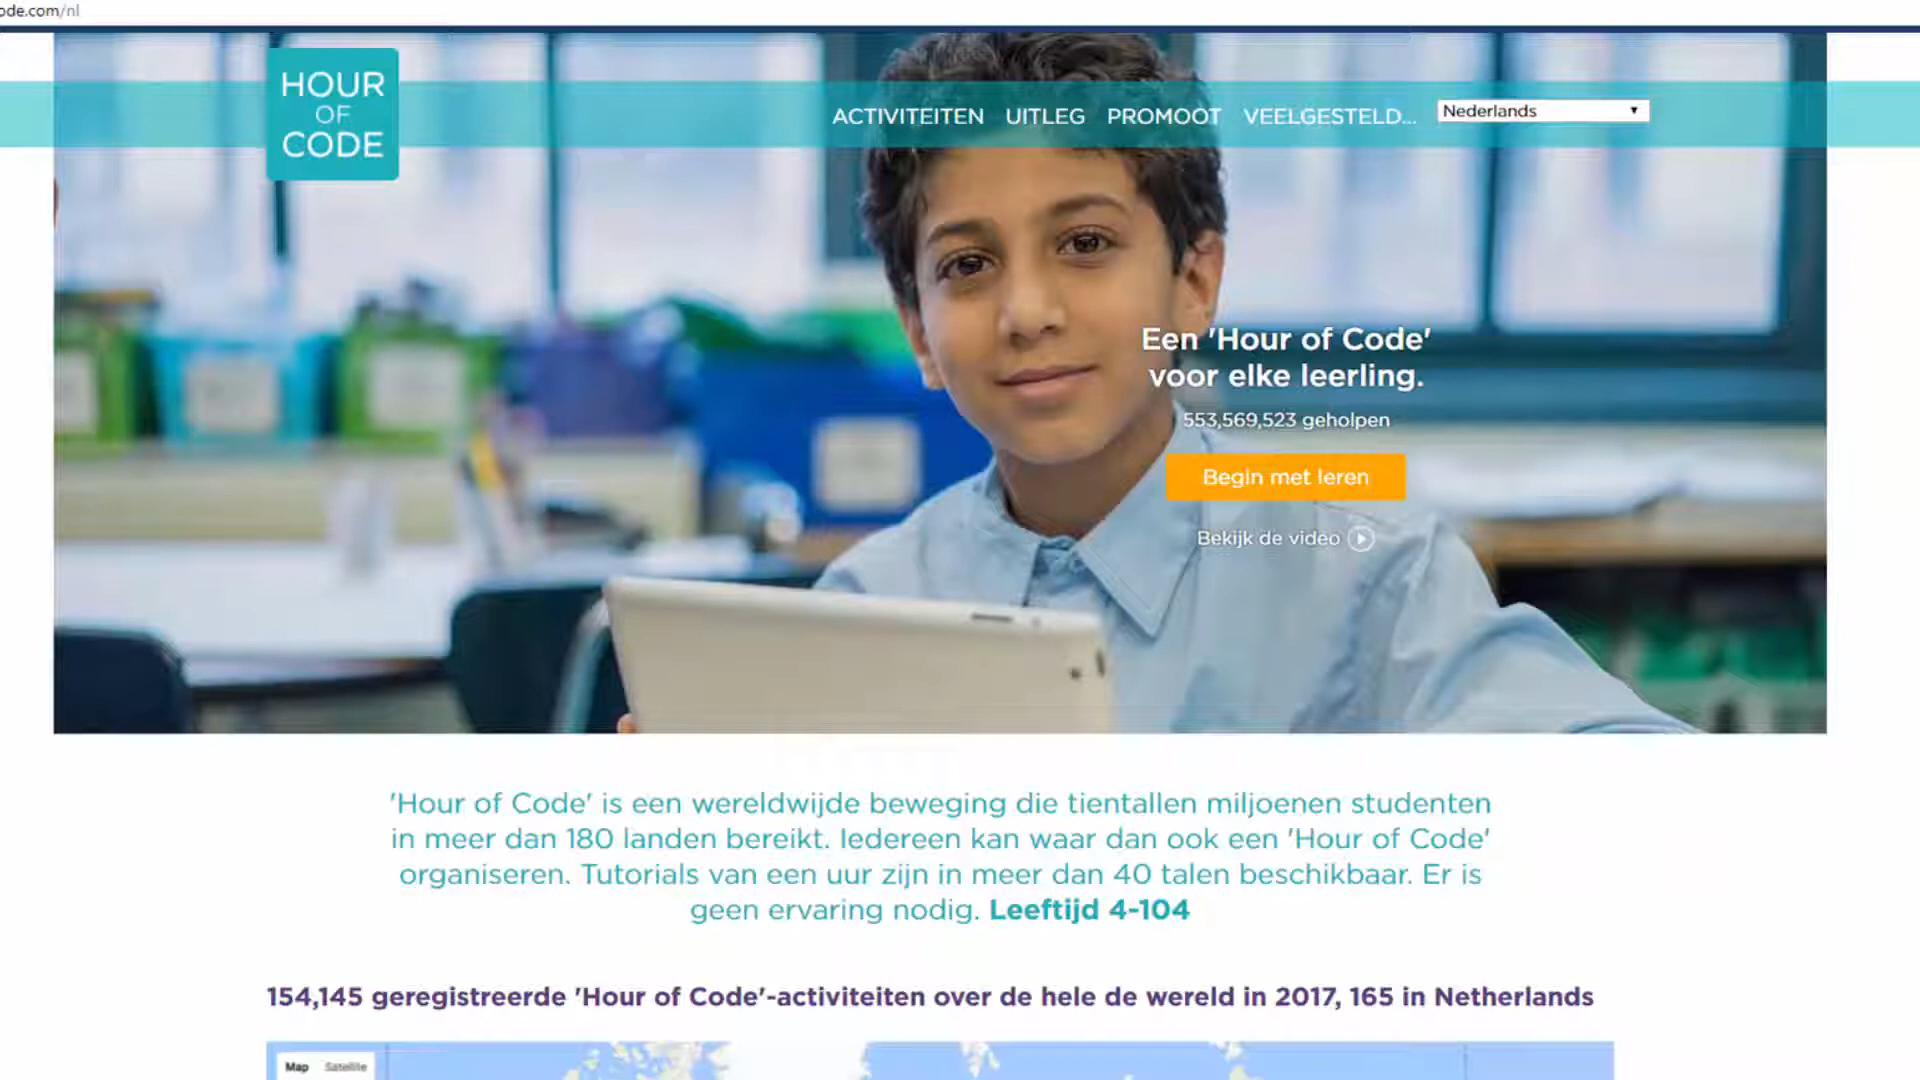 ode.com/nl
HOUR
OF
CODE
ACTIVITEITEN UITLEG PROMOOT VEELGESTELD... Nederlands
Een 'Hour of Code'
voor elke leerling.
553,569,523 geholpen
Begin met leren
Bekijk de video
'Hour of Code' is een wereldwijde beweging die tientallen miljoenen studenten
in meer dan 180 landen bereikt. Iedereen kan waar dan ook een 'Hour of Code'
organiseren. Tutorials van een uur zijn in meer dan 40 talen beschikbaar. Er is
geen ervaring nodig. Leeftijd 4-104
154,145 geregistreerde 'Hour of Code'-activiteiten over de hele de wereld in 2017, 165 in Netherlands
Map Satellite